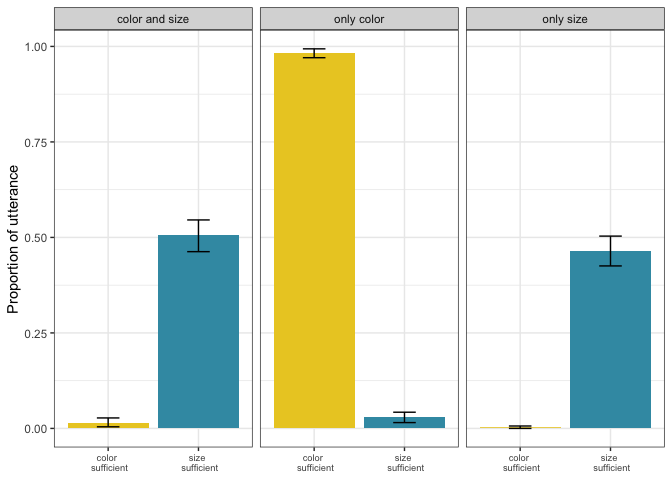 color and size
only color
only size
Proportion of utterance
1.00
0.75
0.50
0.25
0.00
color
sufficient
size
sufficient
color
sufficient
size
sufficient
color
sufficient
size
sufficient